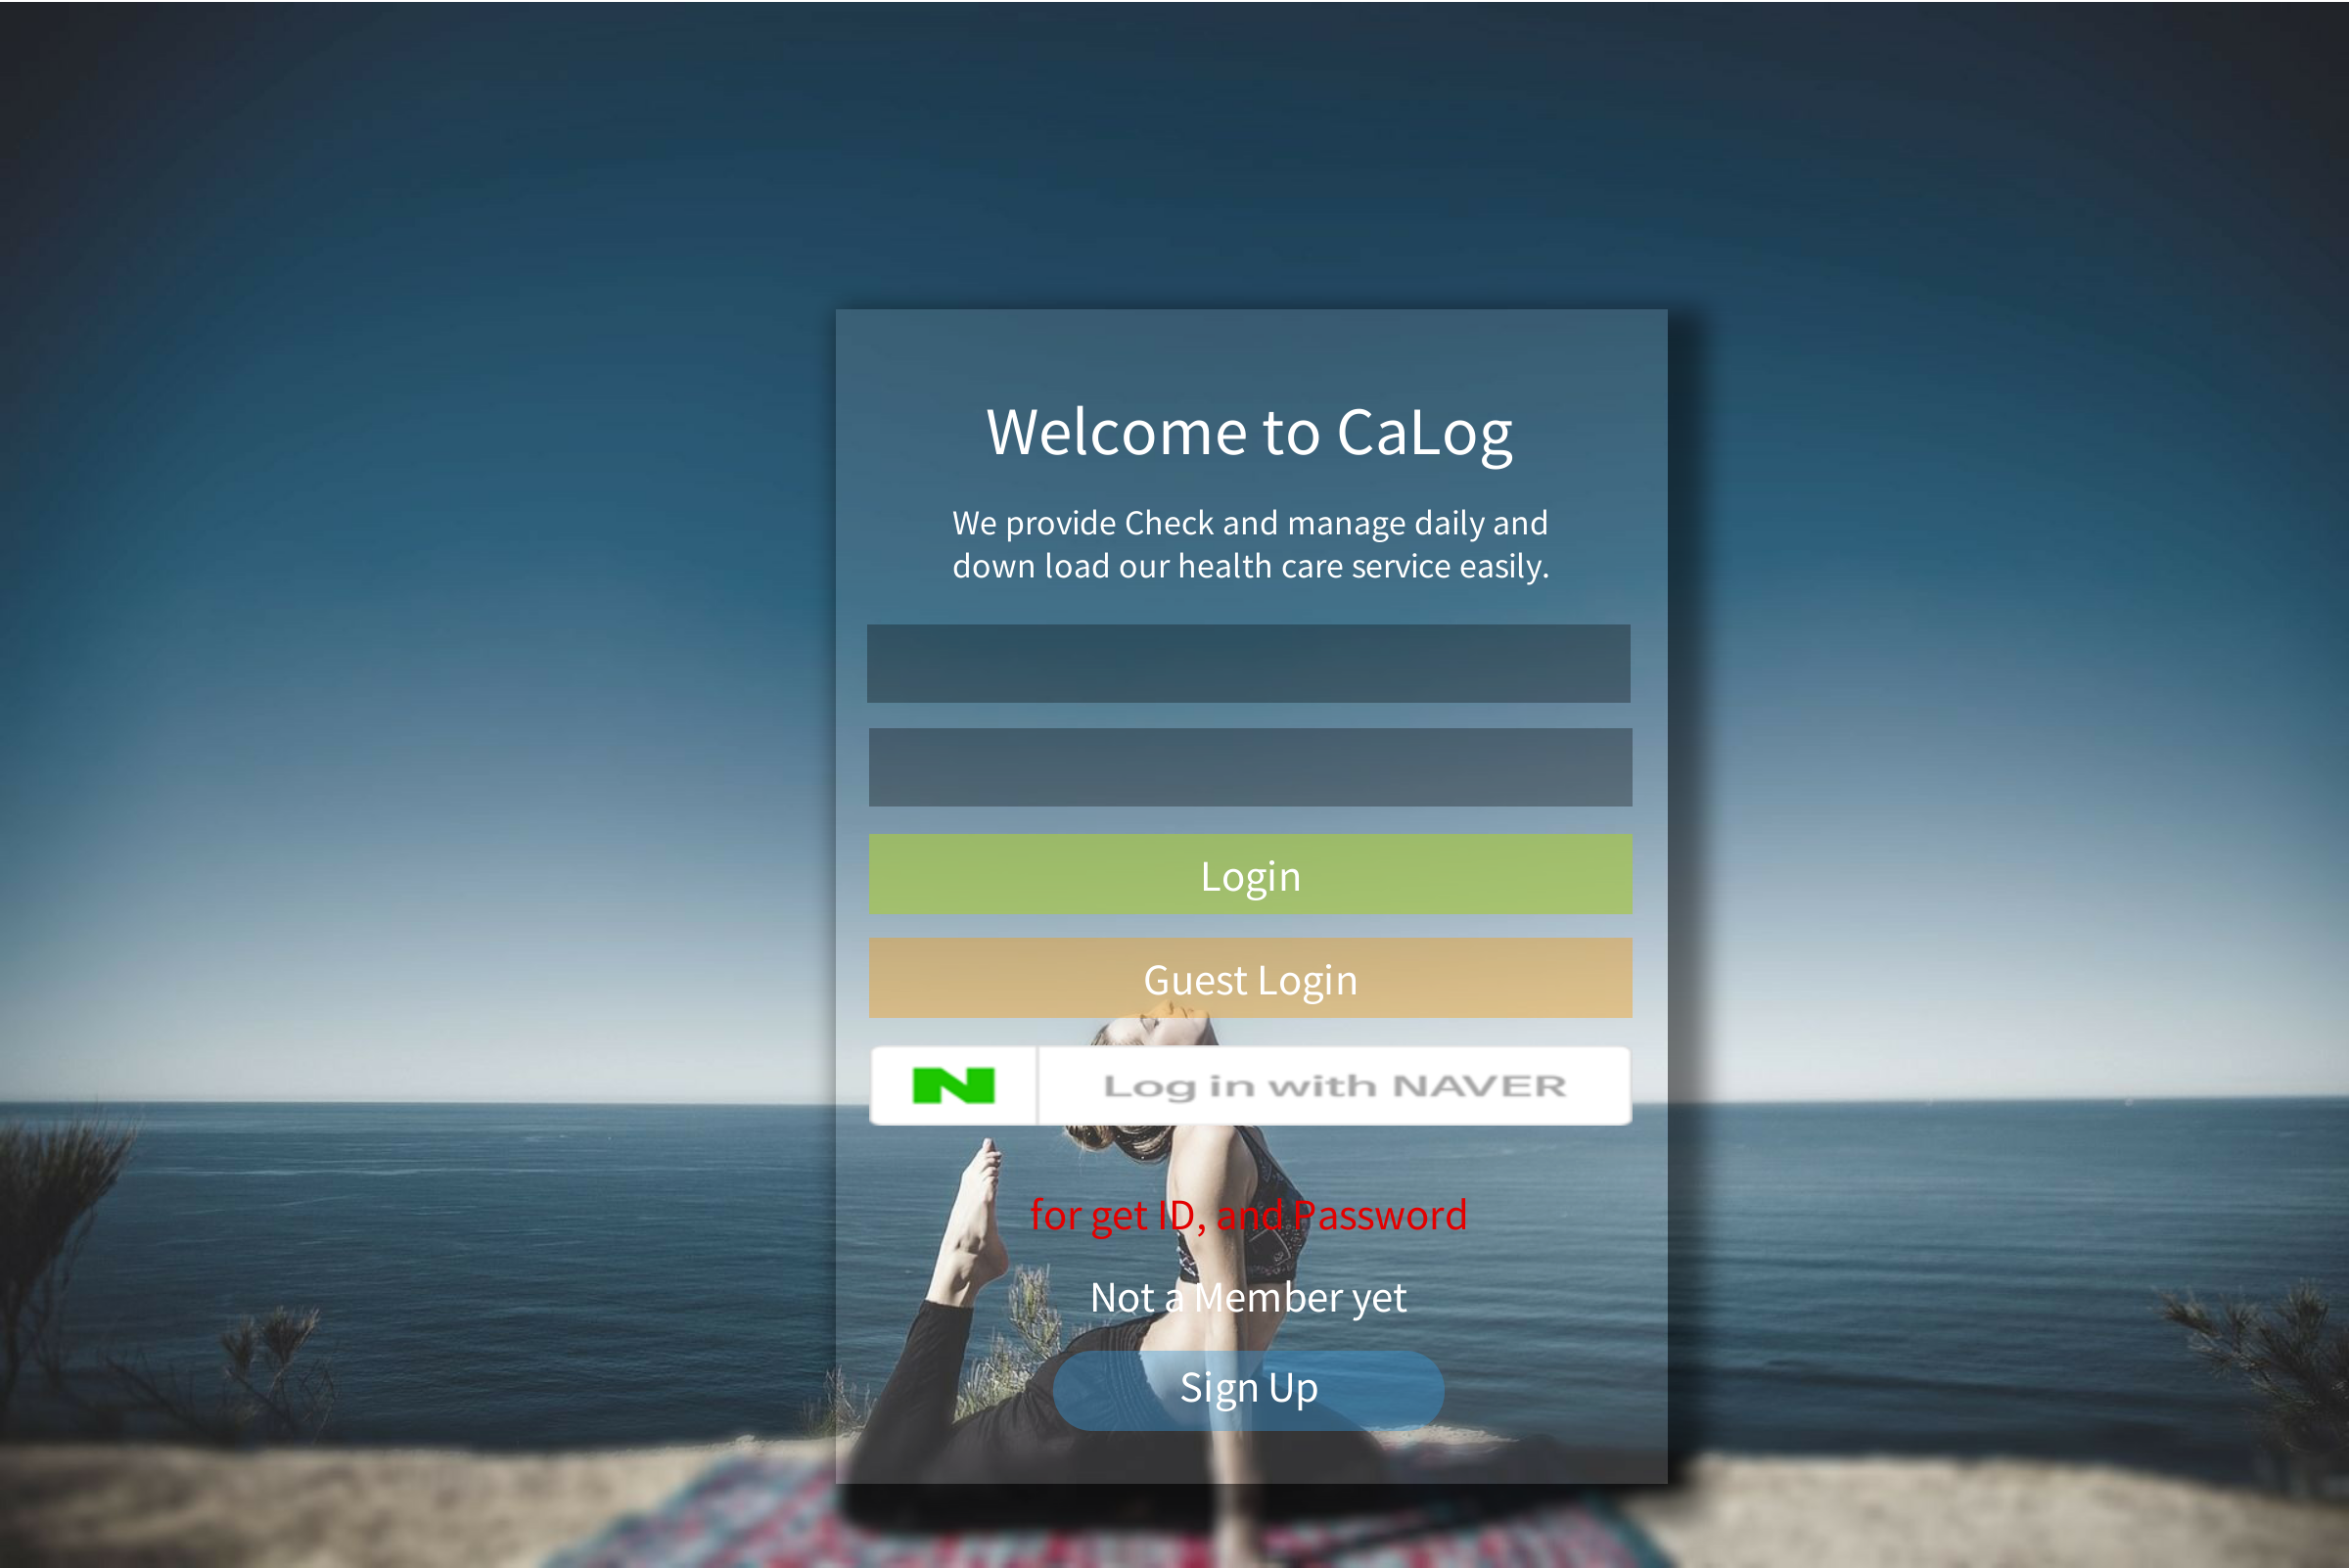 Welcome to CaLog
We provide Check and manage daily and
down load our health care service easily.
Login
Guest Login
N Log in with NAVER
for get ID, and Password
Not a Member yet
Sign Up